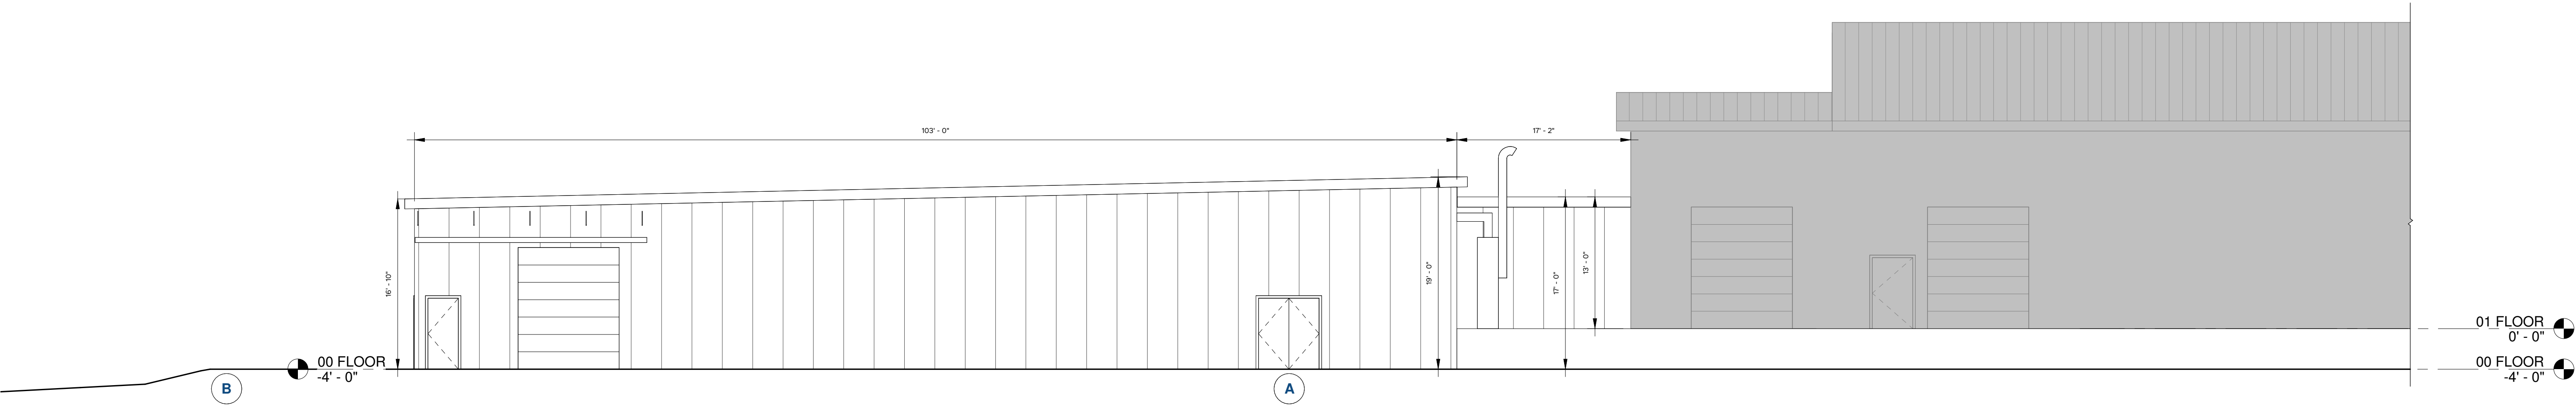 103' - 0"
17' - 2"
16' - 10"
19' - 0"
17' - 0"
13' - 0"
01 FLOOR
0' - 0"
00 FLOOR
-4' - 0"
00 FLOOR
-4' - 0"
B
A